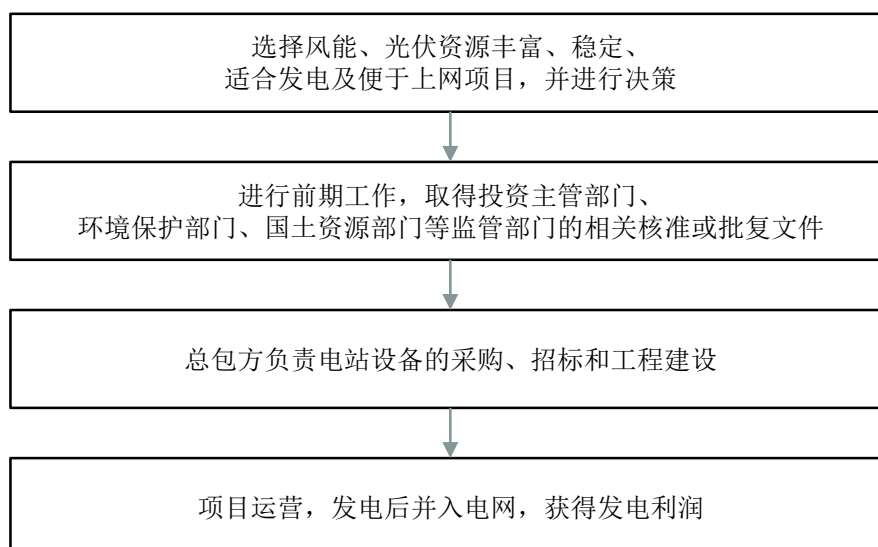 选择风能、光伏资源丰富、稳定、
适合发电及便于上网项目，并进行决策
进行前期工作，取得投资主管部门、
环境保护部门、国土资源部门等监管部门的相关核准或批复文件
总包方负责电站设备的采购、招标和工程建设
项目运营，发电后并入电网，获得发电利润